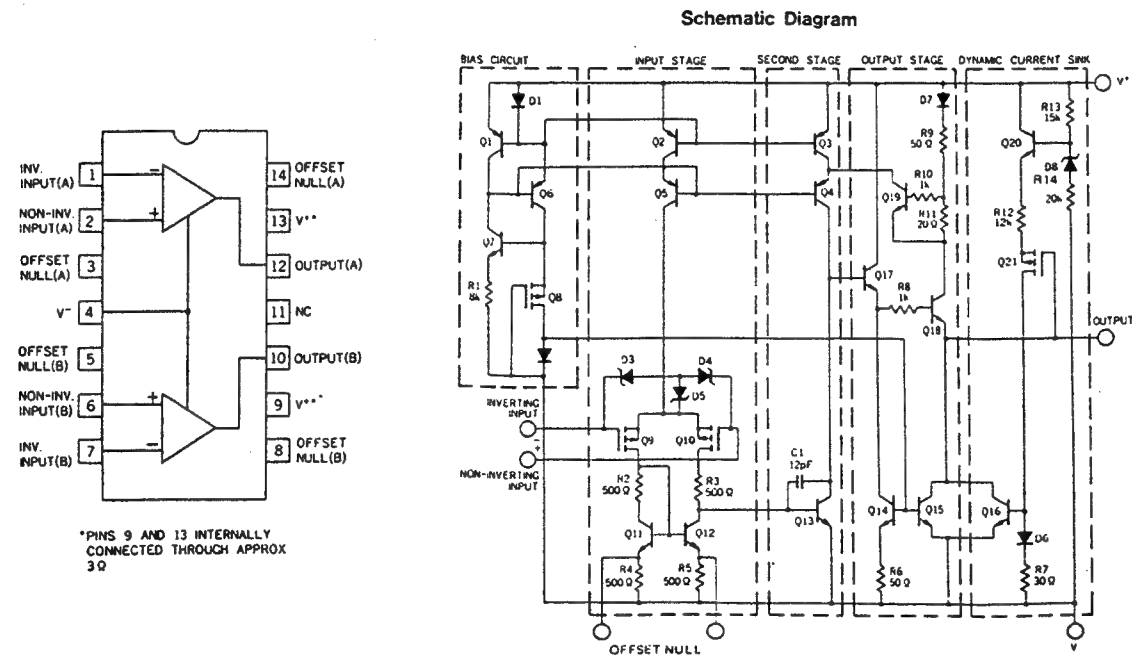 Schematic Diagram
INV.
INPUT(A)
1
NON-INV.
INPUT(A)
2
OFFSET
NULL(A)
3
V-
4
OFFSET
NULL(B)
5
NON-INV.
INPUT(B)
6
INV.
INPUT(B)
7
14
OFFSET
NULL(A)
13
V+*
12
OUTPUT(A)
11
NC
10
OUTPUT(B)
9
V+*
8
OFFSET
NULL(B)
−
+
+
−
*PINS 9 AND 13 INTERNALLY
CONNECTED THROUGH APPROX
3Ω
BIAS CIRCUIT
INPUT STAGE
SECOND STAGE
OUTPUT STAGE
DYNAMIC CURRENT SINK
V+
D1
Q1
Q6
Q7
R1
8k
Q8
Q2
Q5
Q3
Q4
D7
R9
50Ω
R10
1k
Q19
R11
20Ω
Q17
R8
1k
Q18
R13
15k
Q20
D8
R14
20k
R12
12k
Q21
OUTPUT
D3
D4
D5
INVERTING
INPUT
−
+
NON-INVERTING
INPUT
Q9
Q10
R2
500Ω
R3
500Ω
Q11
Q12
R4
500Ω
R5
500Ω
C1
12pF
Q13
Q14
Q15
Q16
R6
50Ω
D6
R7
30Ω
OFFSET NULL
V